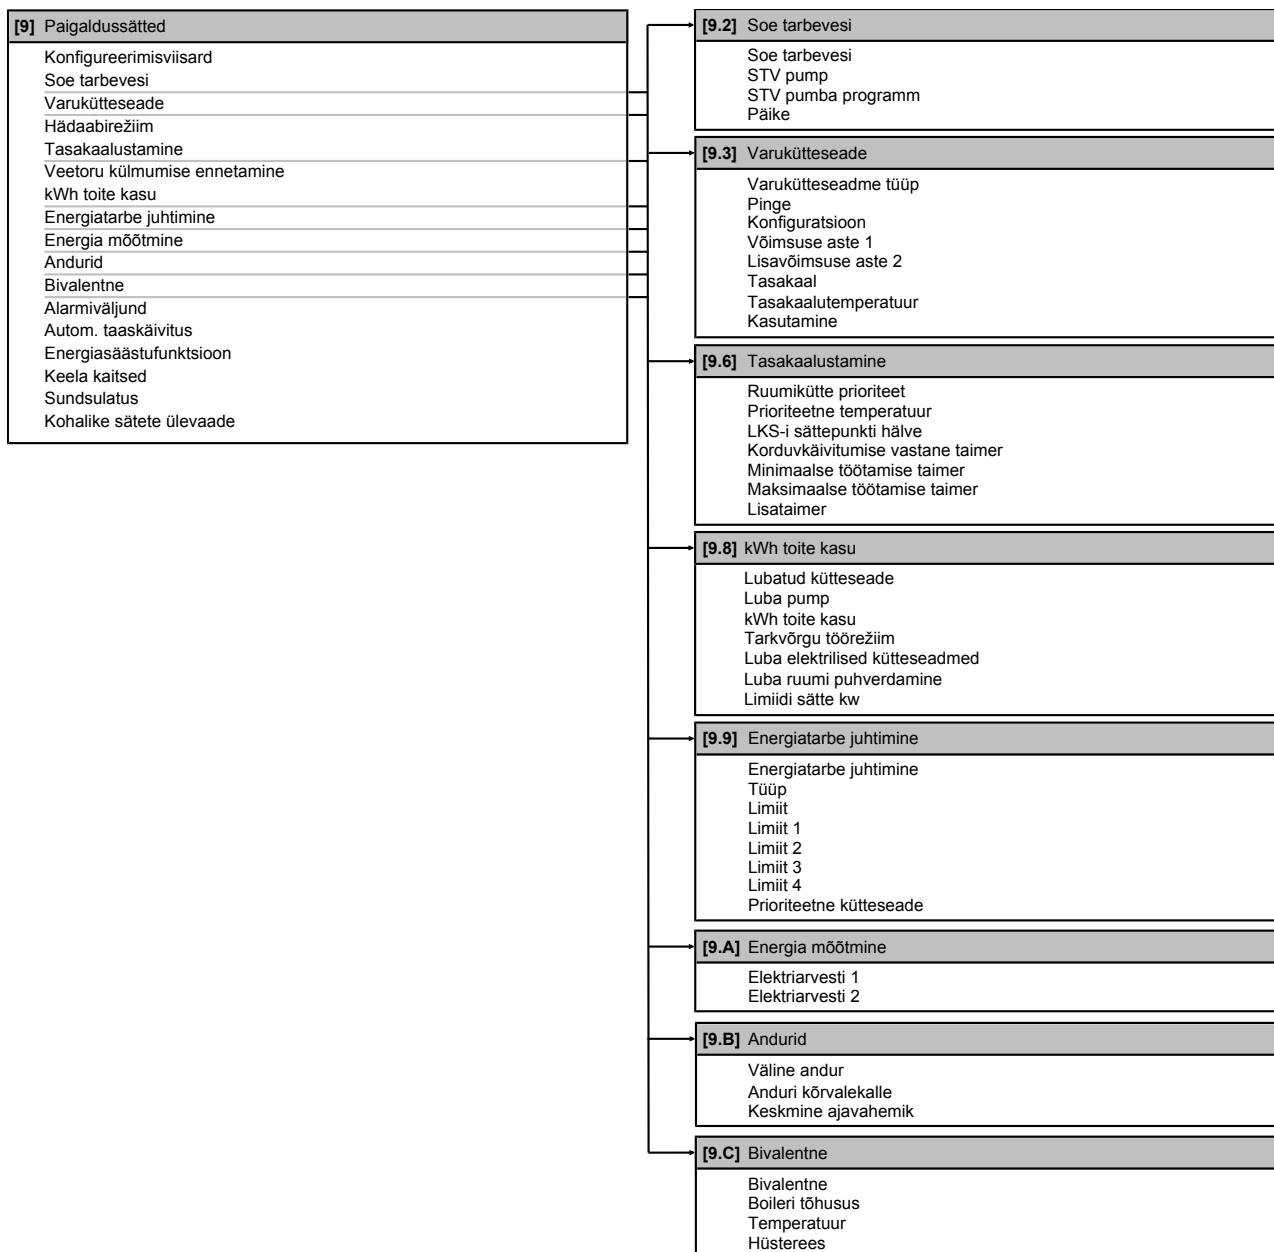 [9] Paigaldussätted
Konfigureerimisviisard
Soe tarbevesi
Varukütteseade
Hädaabirežiim
Tasakaalustamine
Veetoru külmumise ennetamine
kWh toite kasu
Energiatarbe juhtimine
Energia mõõtmine
Andurid
Bivalentne
Alarmiväljund
Autom. taaskäivitus
Energiasäästufunktsioon
Keela kaitsed
Sundsulatus
Kohalike sätete ülevaade
[9.2] Soe tarbevesi
Soe tarbevesi
STV pump
STV pumba programm
Päike
[9.3] Varukütteseade
Varukütteseadme tüüp
Pinge
Konfiguratsioon
Võimsuse aste 1
Lisavõimsuse aste 2
Tasakaal
Tasakaalutemperatuur
Kasutamine
[9.6] Tasakaalustamine
Ruumikütte prioriteet
Prioriteetne temperatuur
LKS-i sättepunkti hälve
Korduvkäivitumise vastane taimer
Minimaalse töötamise taimer
Maksimaalse töötamise taimer
Lisataimer
[9.8] kWh toite kasu
Lubatud kütteseade
Luba pump
kWh toite kasu
Tarkvõrgu töörežiim
Luba elektrilised kütteseadmed
Luba ruumi puhverdamine
Limiidi sätte kw
[9.9] Energiatarbe juhtimine
Energiatarbe juhtimine
Tüüp
Limiit
Limiit 1
Limiit 2
Limiit 3
Limiit 4
Prioriteetne kütteseade
[9.A] Energia mõõtmine
Elektriarvesti 1
Elektriarvesti 2
[9.B] Andurid
Väline andur
Anduri kõrvalekalle
Keskmine ajavahemik
[9.C] Bivalentne
Bivalentne
Boileri tõhusus
Temperatuur
Hüsterees